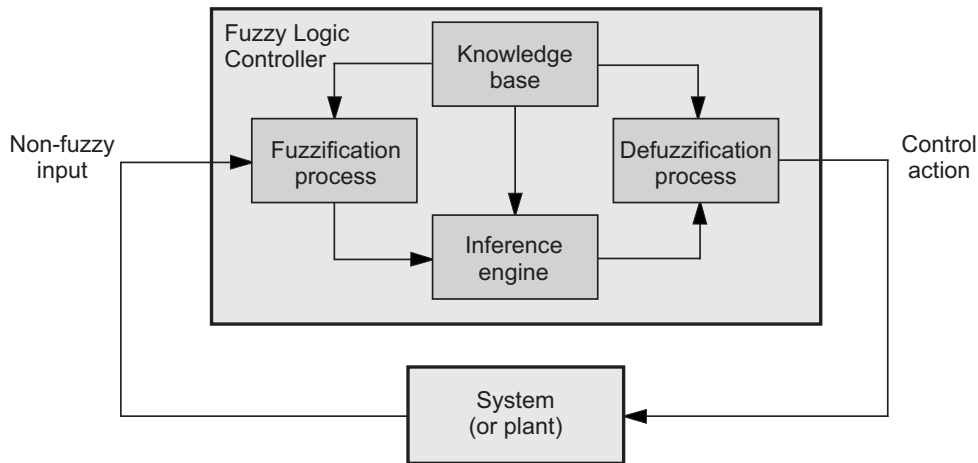 Fuzzy Logic
Controller
Knowledge
base
Non-fuzzy
input
Fuzzification
process
Defuzzification
process
Control
action
Inference
engine
System
(or plant)